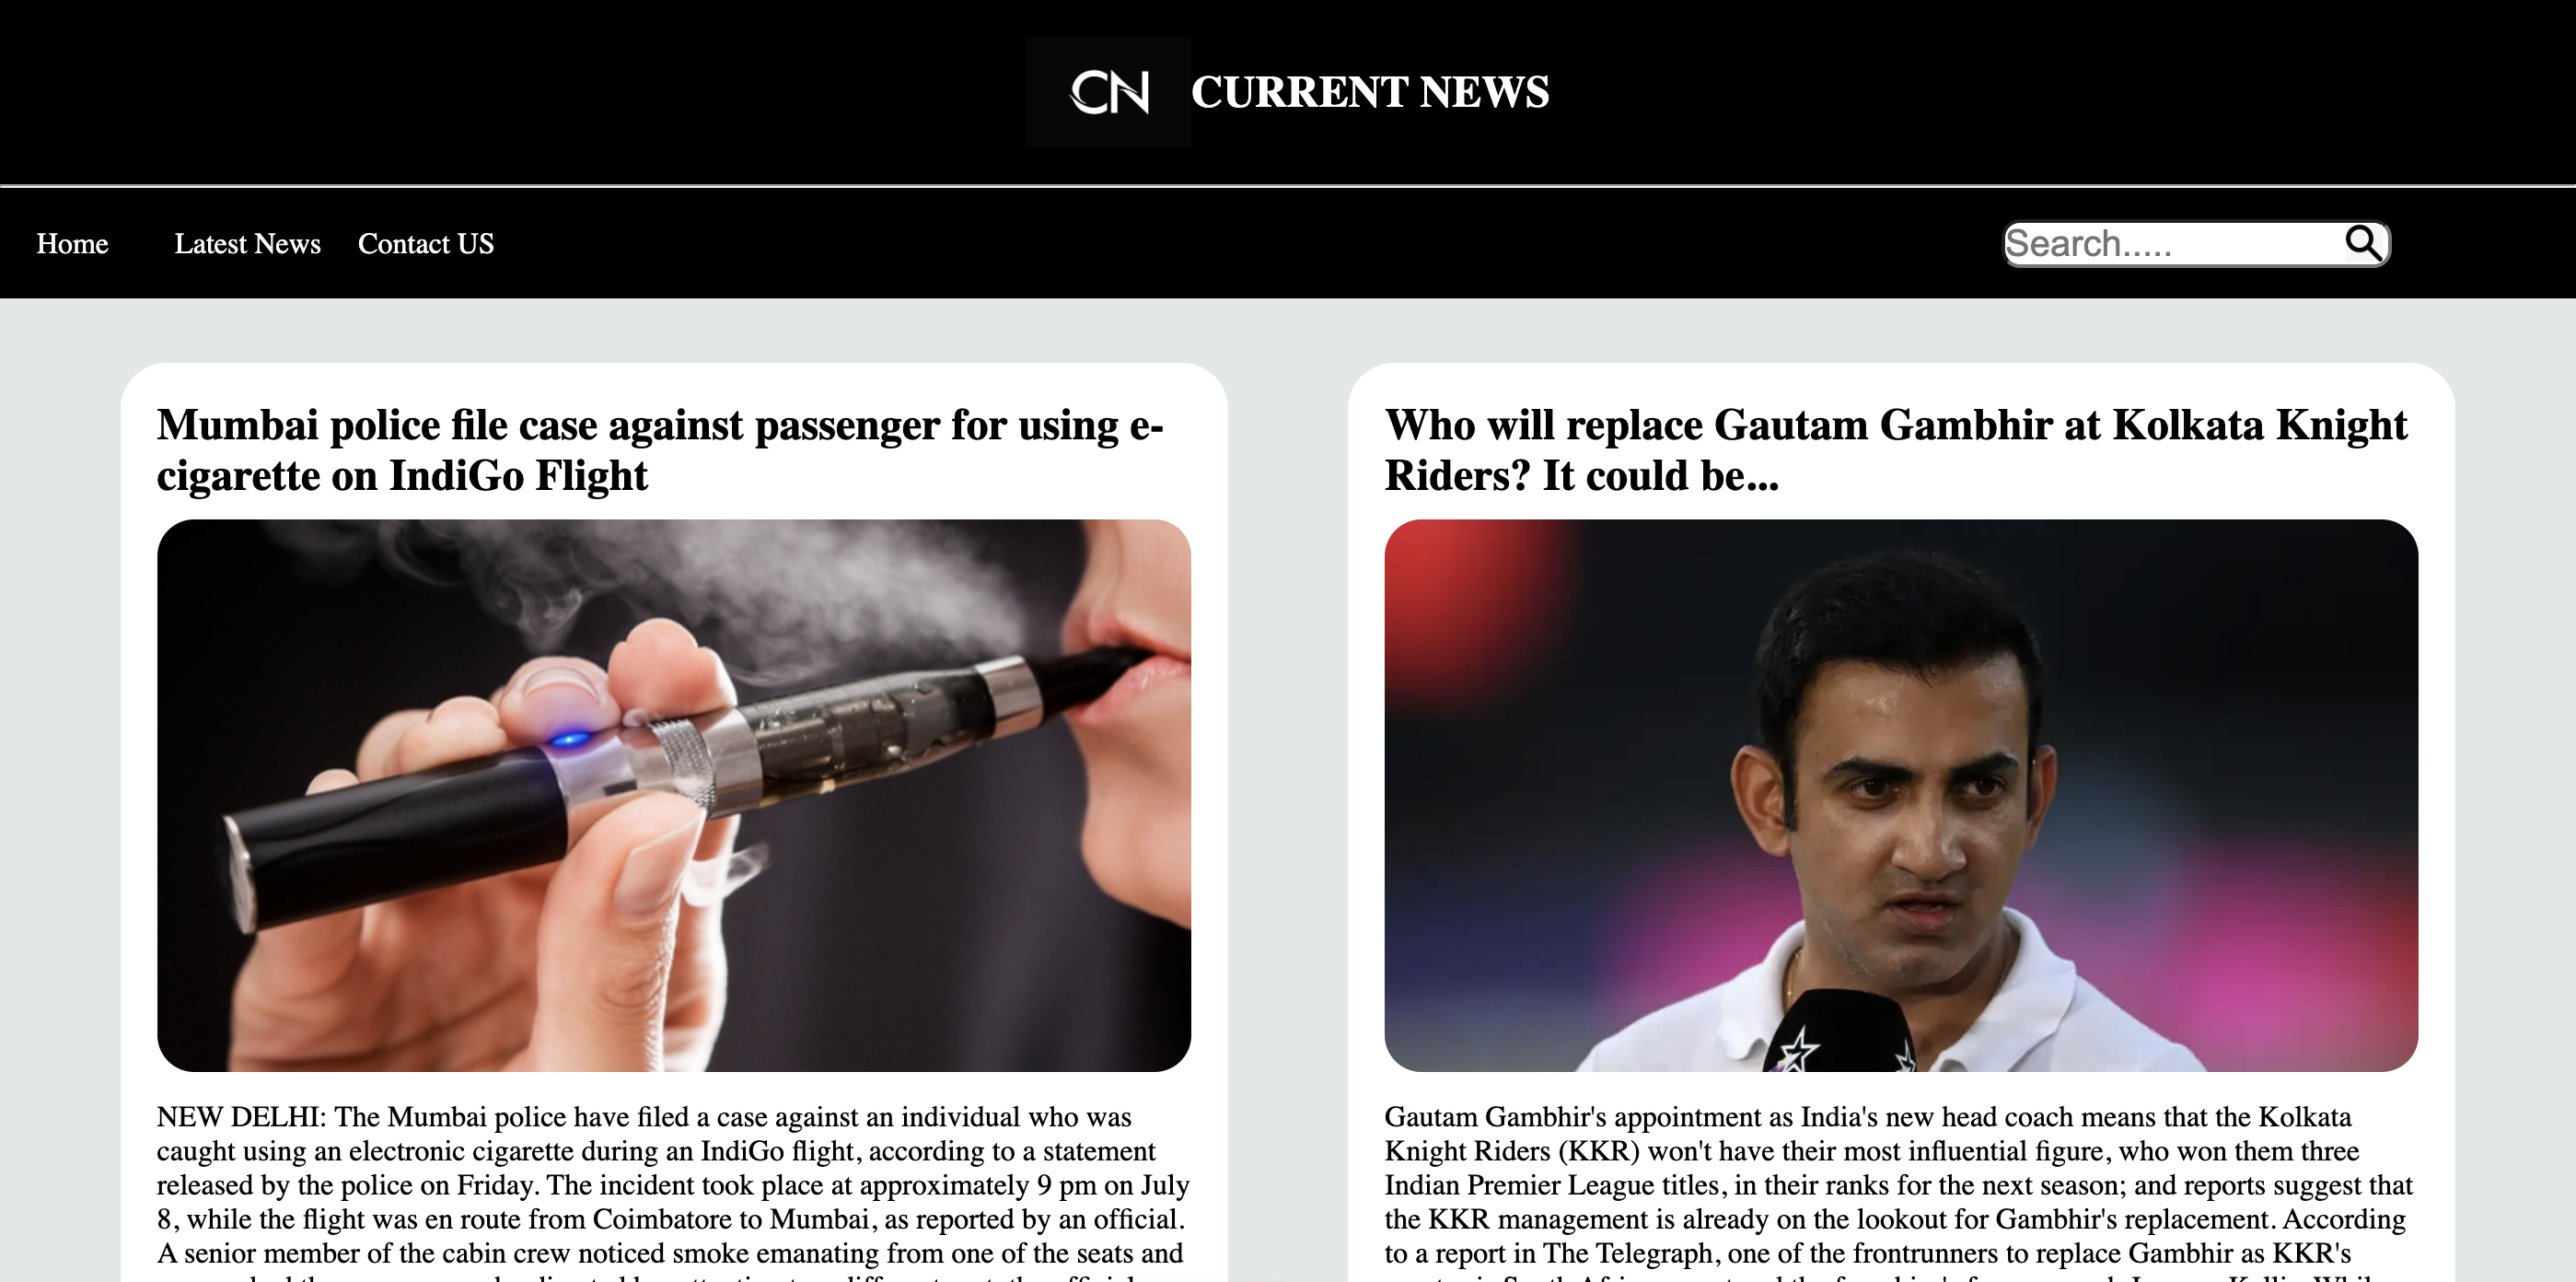 CN CURRENT NEWS
Home Latest News Contact US Search.....
Mumbai police file case against passenger for using e-
cigarette on IndiGo Flight
NEW DELHI: The Mumbai police have filed a case against an individual who was
caught using an electronic cigarette during an IndiGo flight, according to a statement
released by the police on Friday. The incident took place at approximately 9 pm on July
8, while the flight was en route from Coimbatore to Mumbai, as reported by an official.
A senior member of the cabin crew noticed smoke emanating from one of the seats and
Who will replace Gautam Gambhir at Kolkata Knight
Riders? It could be...
Gautam Gambhir's appointment as India's new head coach means that the Kolkata
Knight Riders (KKR) won't have their most influential figure, who won them three
Indian Premier League titles, in their ranks for the next season; and reports suggest that
the KKR management is already on the lookout for Gambhir's replacement. According
to a report in The Telegraph, one of the frontrunners to replace Gambhir as KKR's